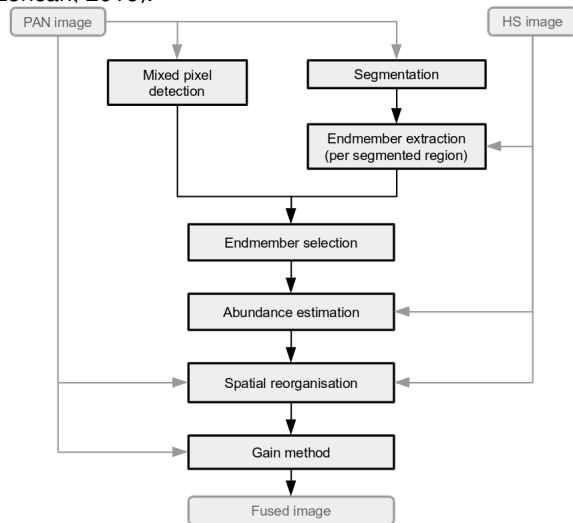 PAN image
HS image
Mixed pixel
detection
Segmentation
Endmember extraction
(per segmented region)
Endmember selection
Abundance estimation
Spatial reorganisation
Gain method
Fused image